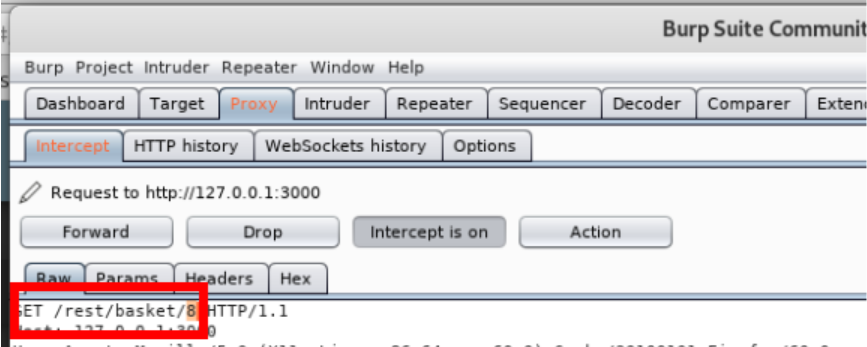 Burp Suite Communit
Burp Project Intruder Repeater Window Help
Dashboard Target Proxy Intruder Repeater Sequencer Decoder Comparer Exten
Intercept HTTP history WebSockets history Options
Request to http://127.0.0.1:3000
Forward Drop Intercept is on Action
Raw Params Headers Hex
GET /rest/basket/8 HTTP/1.1
Host: 127.0.0.1:3000